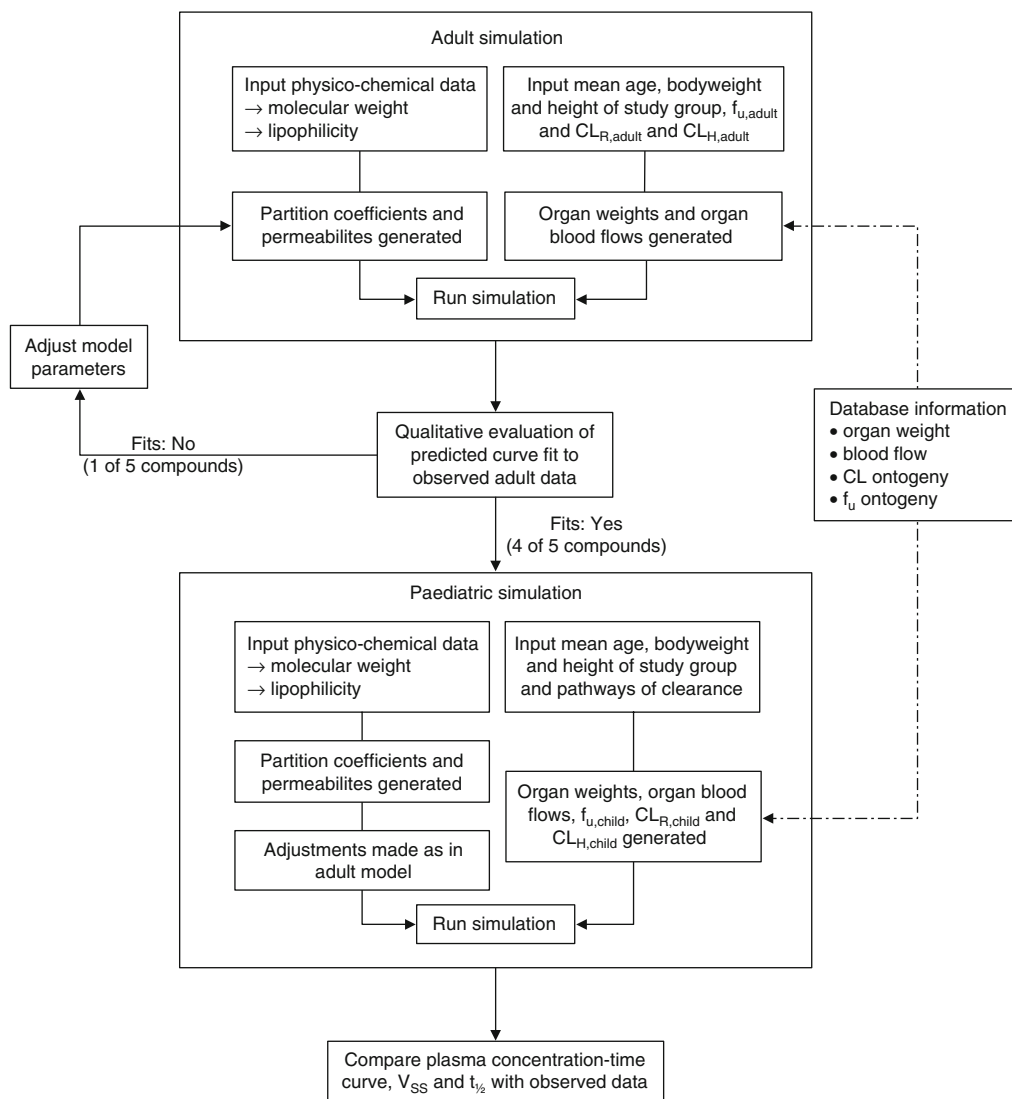 Adult simulation
Input physico-chemical data
→ molecular weight
→ lipophilicity
Input mean age, bodyweight
and height of study group, fu,adult
and CLR,adult and CLH,adult
Partition coefficients and
permeabilites generated
Organ weights and organ
blood flows generated
Run simulation
Adjust model
parameters
Fits: No
(1 of 5 compounds)
Qualitative evaluation of
predicted curve fit to
observed adult data
Database information
• organ weight
• blood flow
• CL ontogeny
• fu ontogeny
Fits: Yes
(4 of 5 compounds)
Paediatric simulation
Input physico-chemical data
→ molecular weight
→ lipophilicity
Input mean age, bodyweight
and height of study group
and pathways of clearance
Partition coefficients and
permeabilites generated
Organ weights, organ blood
flows, fu,child, CLR,child and
CLH,child generated
Adjustments made as in
adult model
Run simulation
Compare plasma concentration-time
curve, VSS and t½ with observed data